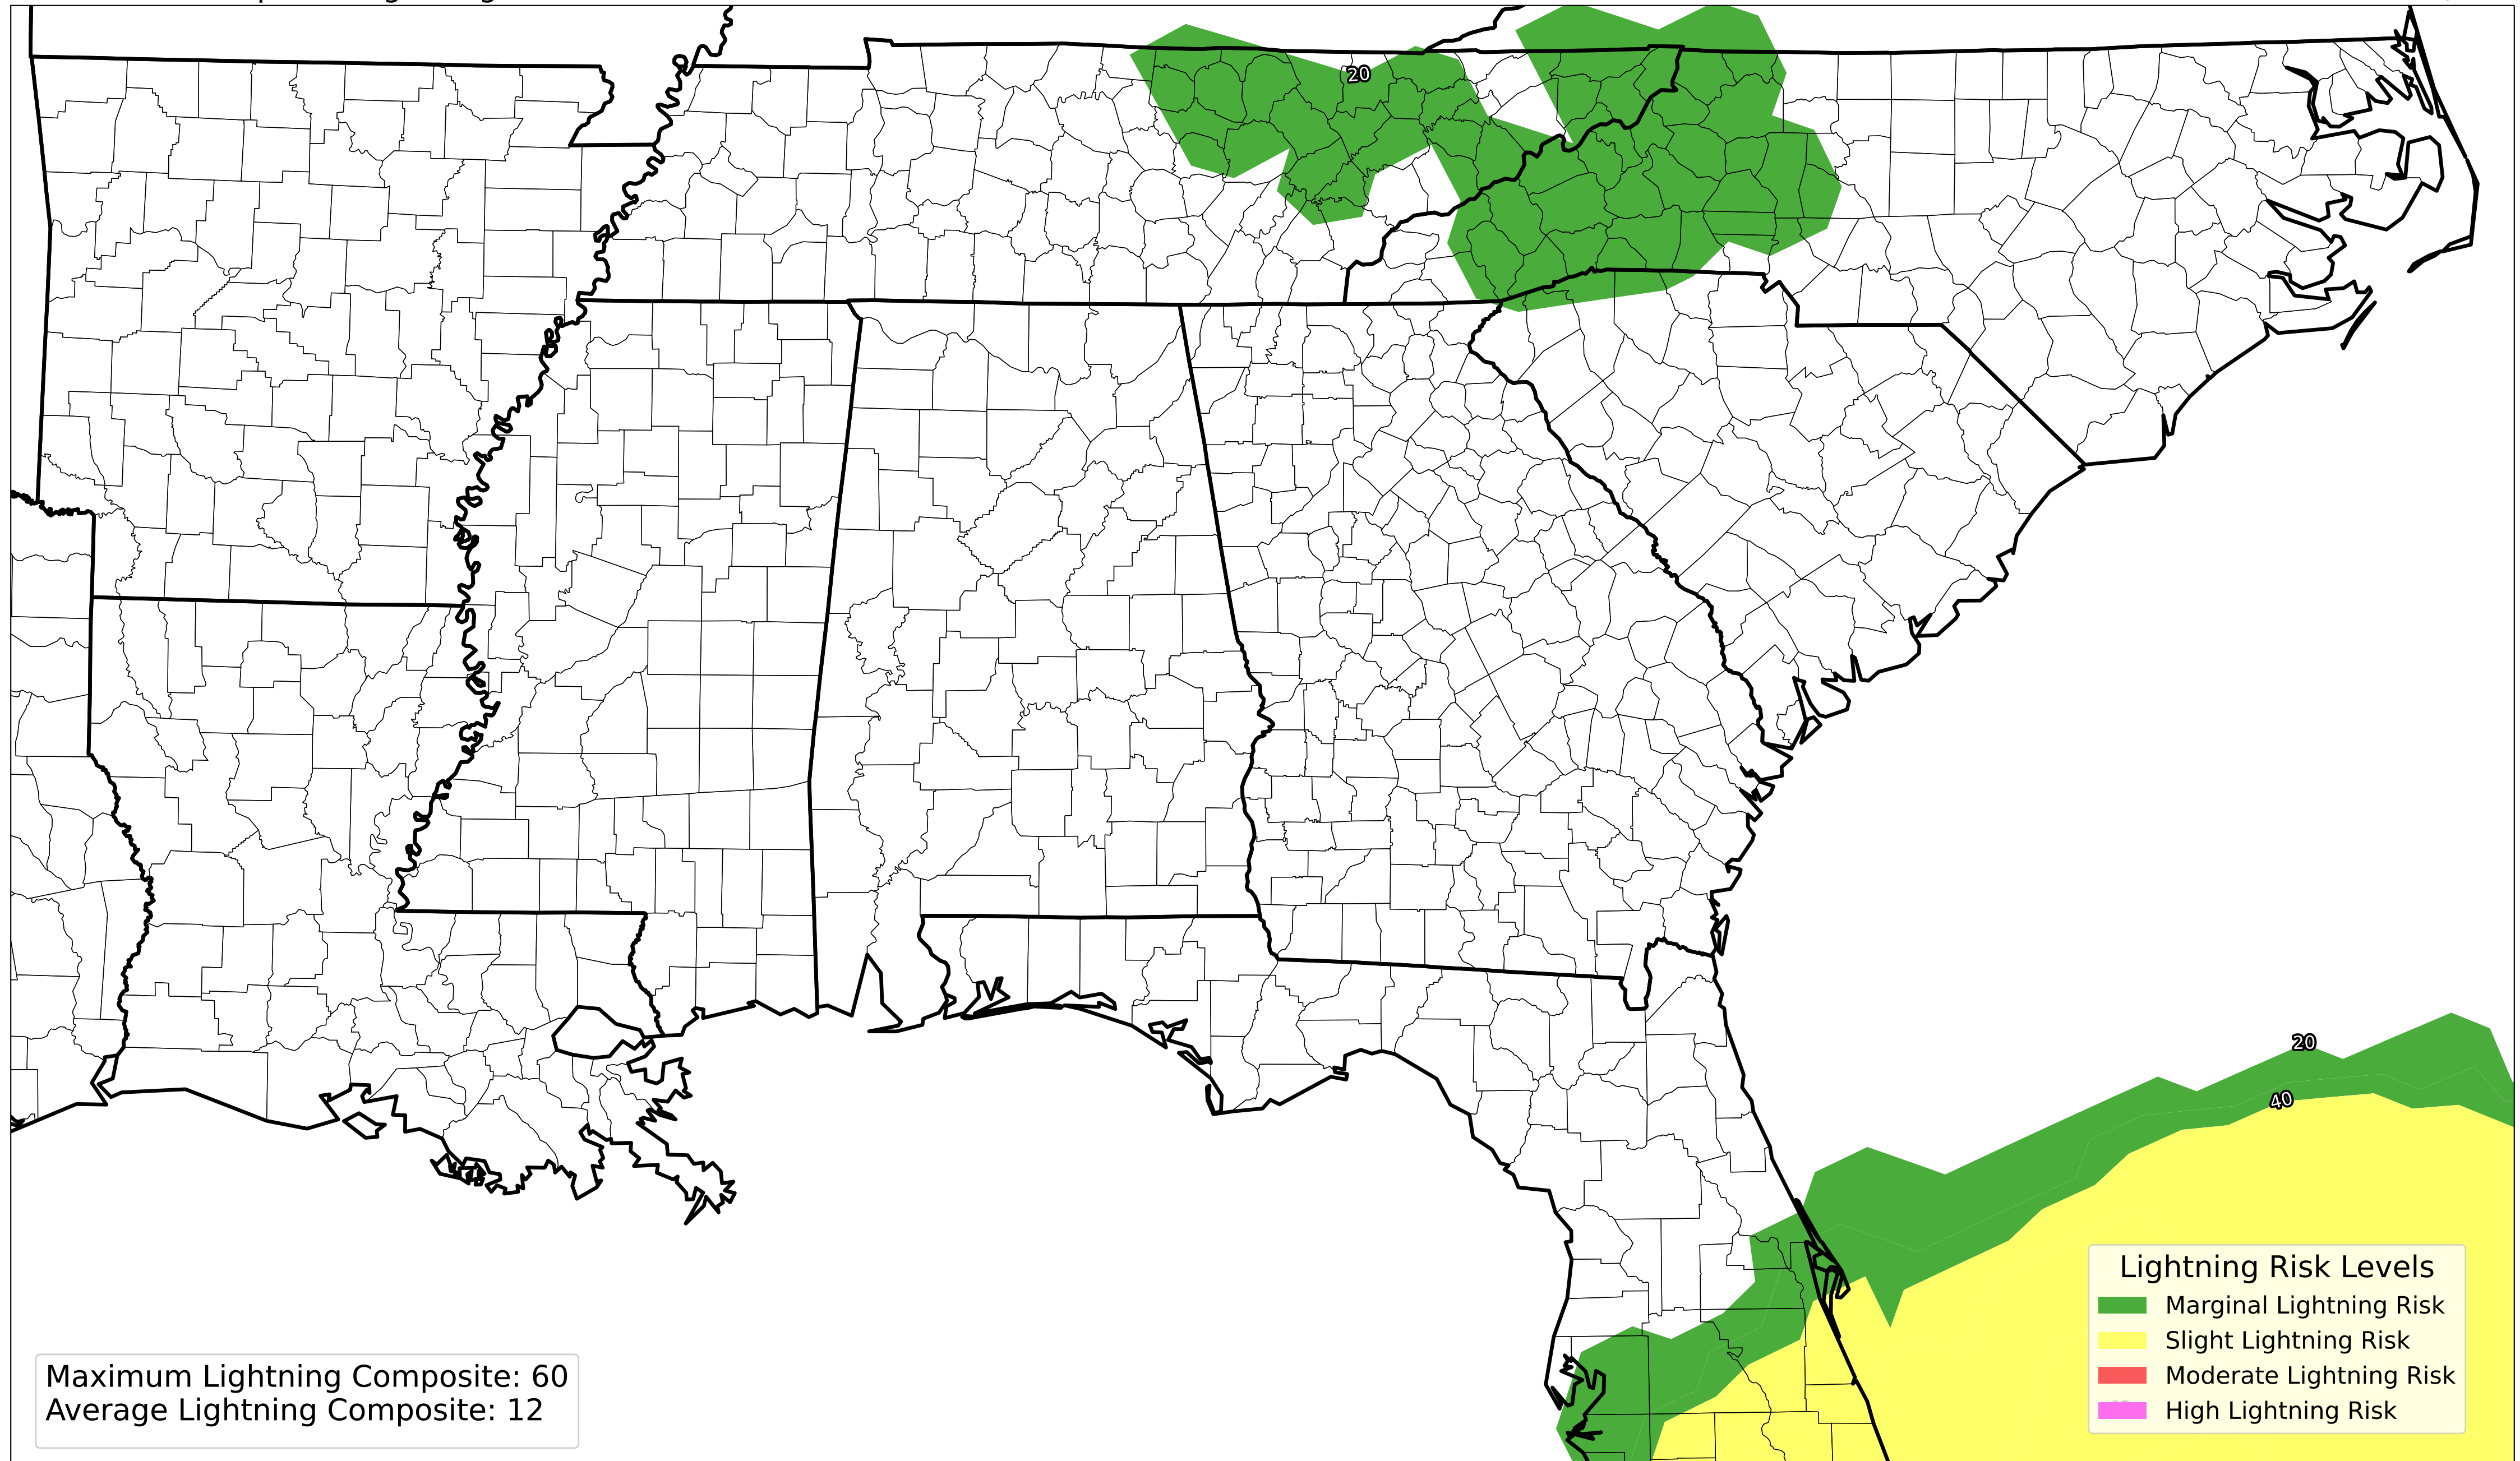 20
20
40
Lightning Risk Levels
Marginal Lightning Risk
Slight Lightning Risk
Moderate Lightning Risk
High Lightning Risk
Maximum Lightning Composite: 60
Average Lightning Composite: 12